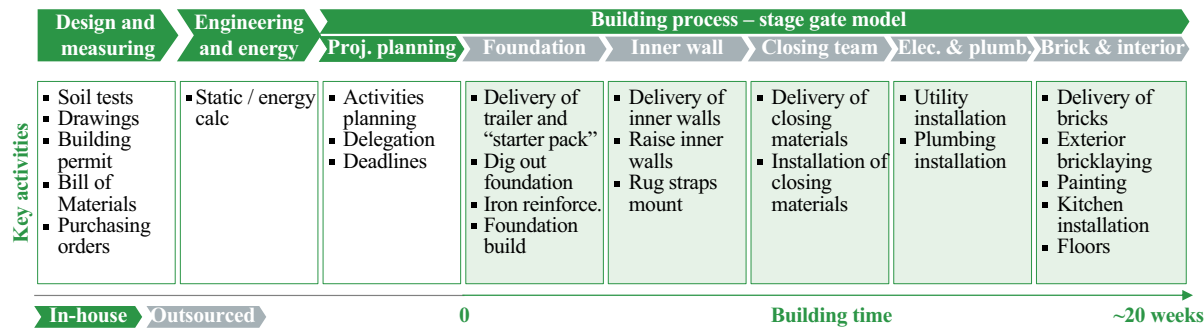 Design and
measuring
Engineering
and energy
Building process – stage gate model
Proj. planning
Foundation
Inner wall
Closing team
Elec. & plumb.
Brick & interior
Key activities
▪ Soil tests
▪ Drawings
▪ Building
permit
▪ Bill of
Materials
▪ Purchasing
orders
▪ Static / energy
calc
▪ Activities
planning
▪ Delegation
▪ Deadlines
▪ Delivery of
trailer and
“starter pack”
▪ Dig out
foundation
▪ Iron reinforce.
▪ Foundation
build
▪ Delivery of
inner walls
▪ Raise inner
walls
▪ Rug straps
mount
▪ Delivery of
closing
materials
▪ Installation of
closing
materials
▪ Utility
installation
▪ Plumbing
installation
▪ Delivery of
bricks
▪ Exterior
bricklaying
▪ Painting
▪ Kitchen
installation
▪ Floors
In-house
Outsourced
0
Building time
~20 weeks